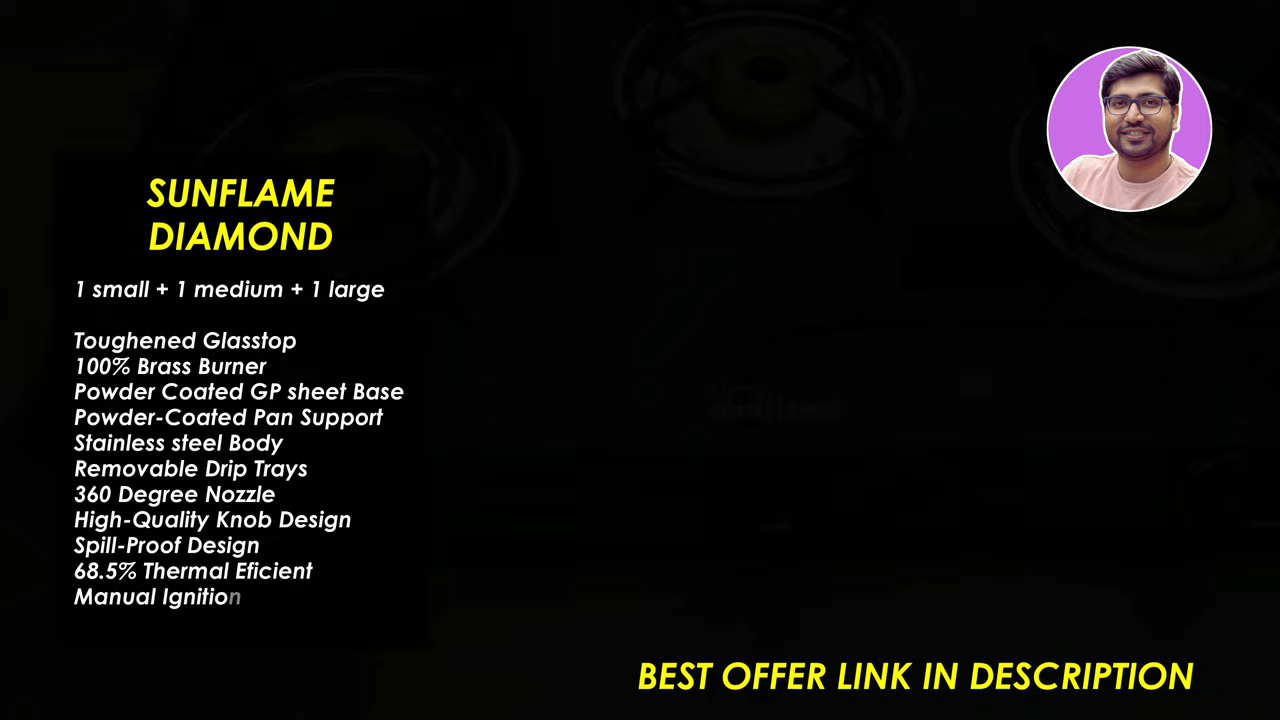 SUNFLAME
DIAMOND
1 small + 1 medium + 1 large
Toughened Glasstop
100% Brass Burner
Powder Coated GP sheet Base
Powder-Coated Pan Support
Stainless steel Body
Removable Drip Trays
360 Degree Nozzle
High-Quality Knob Design
Spill-Proof Design
68.5% Thermal Eficient
Manual Ignition
BEST OFFER LINK IN DESCRIPTION